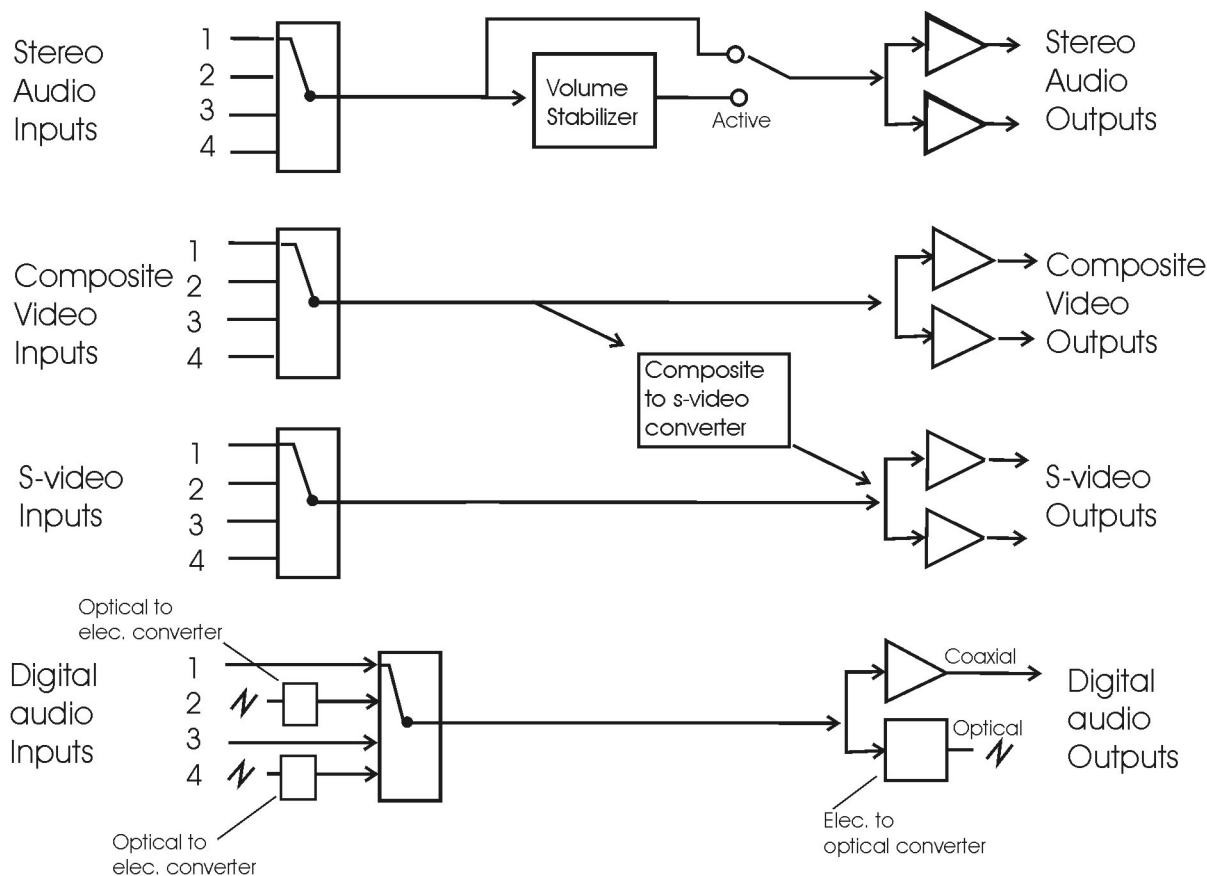 Stereo
Audio
Inputs
1
2
3
4
Volume
Stabilizer
Active
Stereo
Audio
Outputs
Composite
Video
Inputs
1
2
3
4
Composite
to s-video
converter
Composite
Video
Outputs
S-video
Inputs
1
2
3
4
S-video
Outputs
Optical to
elec. converter
Digital
audio
Inputs
1
2
3
4
Optical to
elec. converter
Coaxial
Optical
Elec. to
optical converter
Digital
audio
Outputs